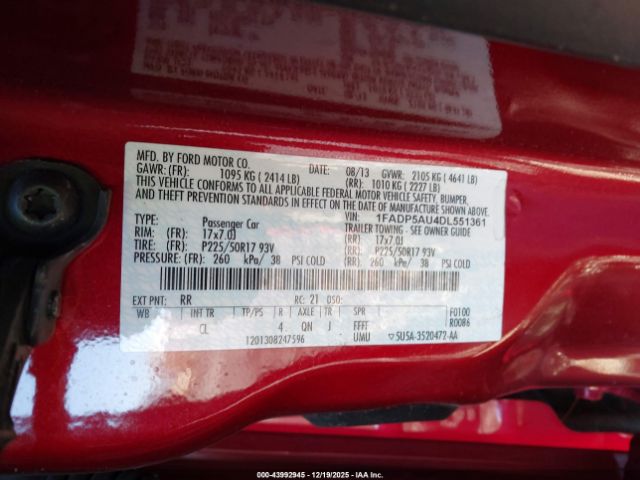 MFD. BY FORD MOTOR CO. DATE: 08/13 GVWR: 2105 KG ( 4641 LB)
GAWR: (FR): 1095 KG ( 2414 LB) (RR): 1010 KG ( 2227 LB)
THIS VEHICLE CONFORMS TO ALL APPLICABLE FEDERAL MOTOR VEHICLE SAFETY, BUMPER,
AND THEFT PREVENTION STANDARDS IN EFFECT ON THE DATE OF MANUFACTURE SHOWN ABOVE.
VIN: 1FADP5AU4DL551361
TYPE: Passenger Car TRAILER TOWING - SEE OWNER GUIDE
RIM: (FR): 17x7.0J (RR): 17x7.0J
TIRE: (FR): P225/50R17 93V (RR): P225/50R17 93V
PRESSURE: (FR): 260 kPa/ 38 PSI COLD (RR): 260 kPa/ 38 PSI COLD
EXT PNT: RR RC: 21 DSO:
WB INT TR TP/PS R AXLE TR SPR F0100
CL 4 QN J FFFF R0086
1201308247596 UMU 5U5A-3520472-AA
000-43992945 - 12/19/2025 - IAA Inc.